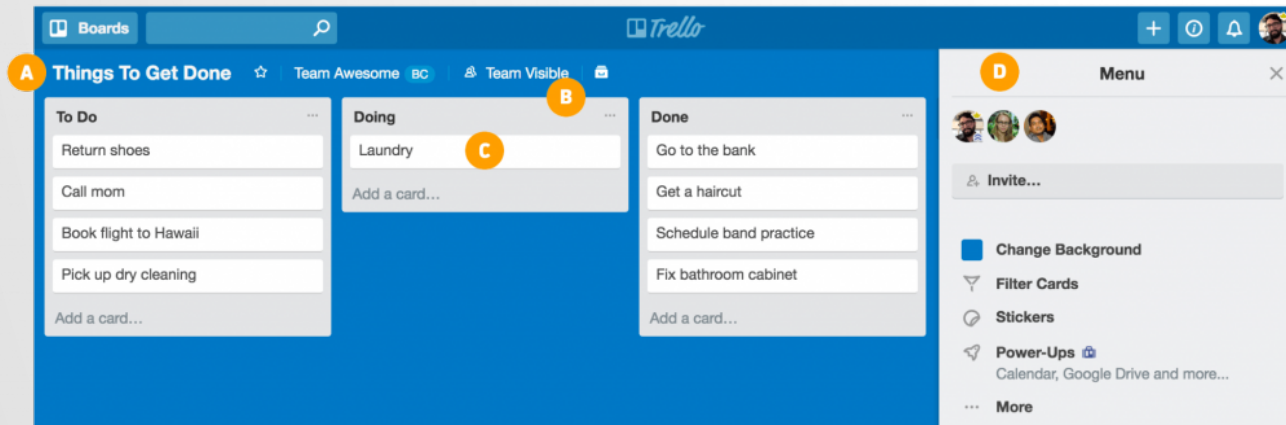 Boards
Trello
A
Things To Get Done
Team Awesome BC
Team Visible
B
D
Menu
To Do
Return shoes
Call mom
Book flight to Hawaii
Pick up dry cleaning
Add a card...
Doing
Laundry
C
Add a card...
Done
Go to the bank
Get a haircut
Schedule band practice
Fix bathroom cabinet
Add a card...
Invite...
Change Background
Filter Cards
Stickers
Power-Ups
Calendar, Google Drive and more...
More